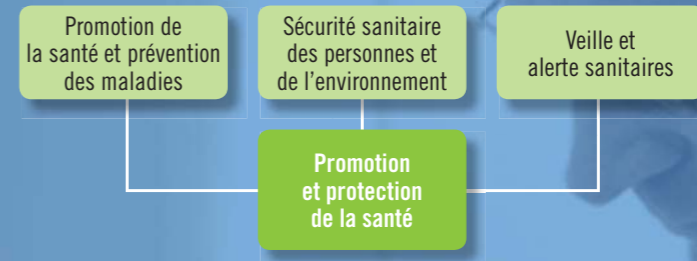 Promotion de
la santé et prévention
des maladies
Sécurité sanitaire
des personnes et
de l'environnement
Veille et
alerte sanitaires
Promotion
et protection
de la santé